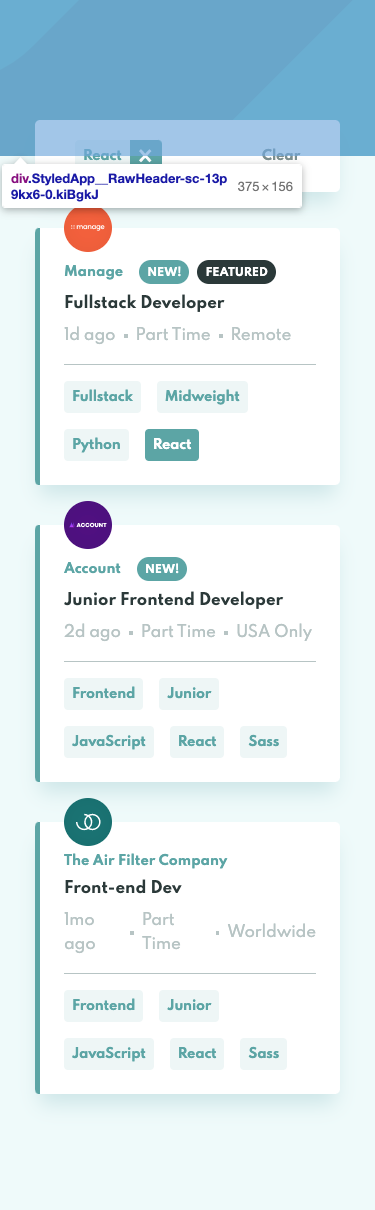 React
Clear
div.StyledApp__RawHeader-sc-13p
9kx6-0.kiBgkJ
375 × 156
manage
Manage NEW! FEATURED
Fullstack Developer
1d ago Part Time Remote
Fullstack Midweight
Python React
ACCOUNT
Account NEW!
Junior Frontend Developer
2d ago Part Time USA Only
Frontend Junior
JavaScript React Sass
The Air Filter Company
Front-end Dev
1mo ago Part Time Worldwide
Frontend Junior
JavaScript React Sass